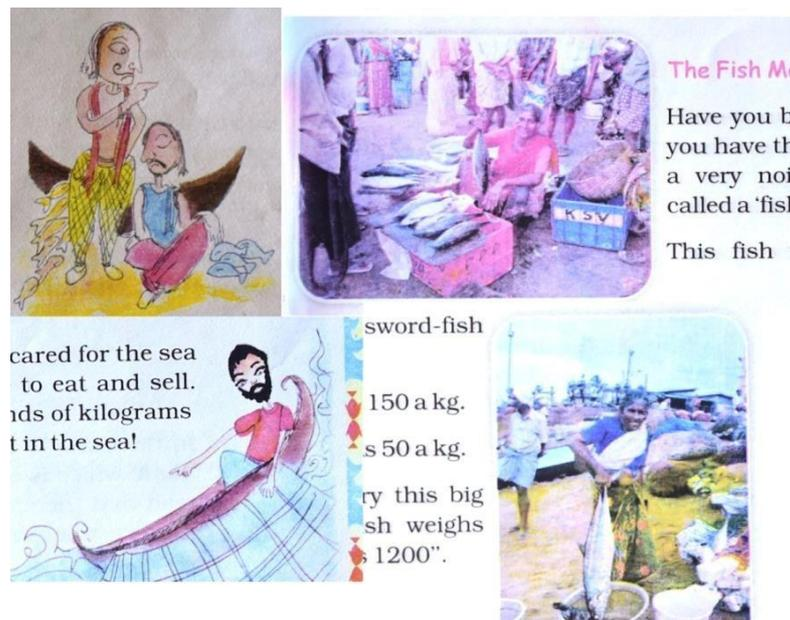 The Fish M
Have you b
you have th
a very noi
called a 'fis
This fish
KSV
cared for the sea
to eat and sell.
nds of kilograms
t in the sea!
sword-fish
150 a kg.
s 50 a kg.
ry this big
sh weighs
1200".